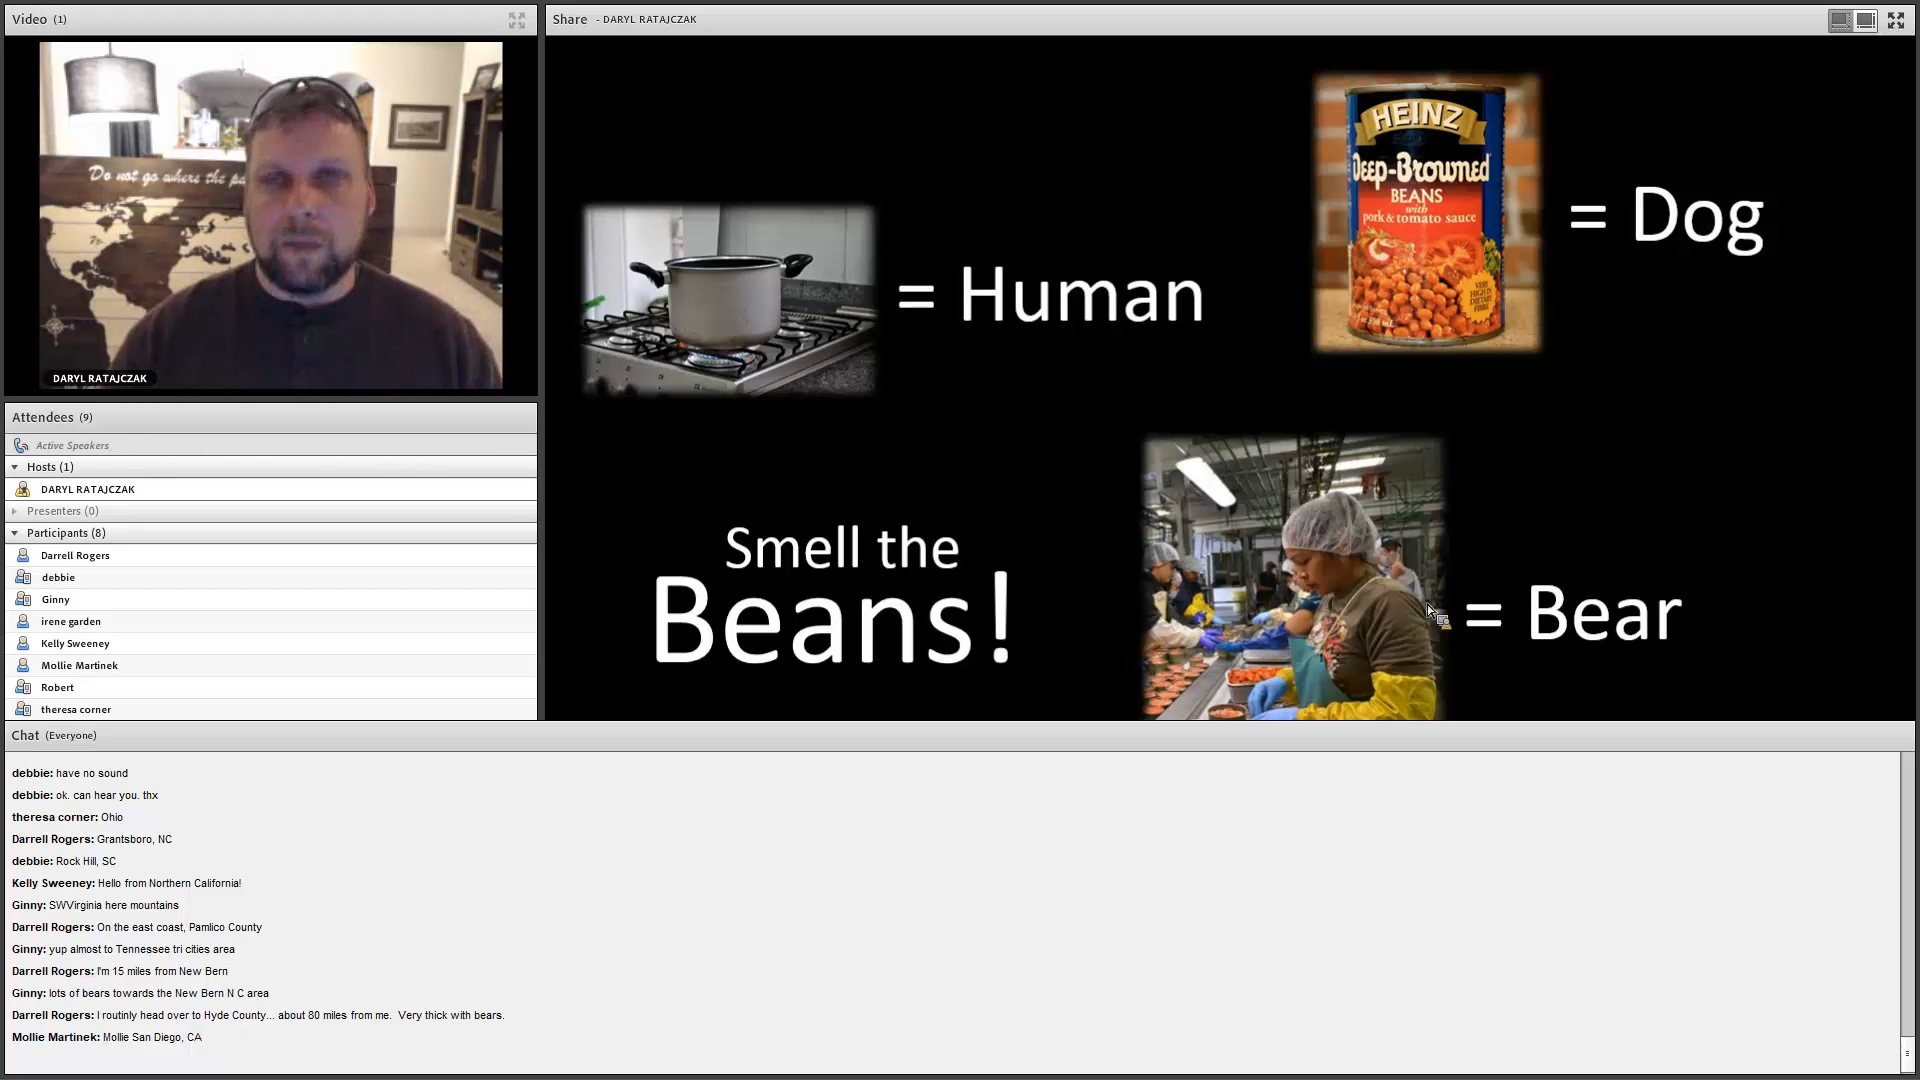 Video (1)
Do not go where the pa
DARYL RATAJCZAK
Attendees (9)
Active Speakers
Hosts (1)
DARYL RATAJCZAK
Presenters (0)
Participants (8)
Darrell Rogers
debbie
Ginny
irene garden
Kelly Sweeney
Mollie Martinek
Robert
theresa corner
Share - DARYL RATAJCZAK
= Human
HEINZ
Deep-Browned
BEANS
with
pork & tomato sauce
VERY
HIGH IN
DIETARY
FIBRE
= Dog
Smell the
Beans!
= Bear
Chat (Everyone)
debbie: have no sound
debbie: ok. can hear you. thx
theresa corner: Ohio
Darrell Rogers: Grantsboro, NC
debbie: Rock Hill, SC
Kelly Sweeney: Hello from Northern California!
Ginny: SWVirginia here mountains
Darrell Rogers: On the east coast, Pamlico County
Ginny: yup almost to Tennessee tri cities area
Darrell Rogers: I'm 15 miles from New Bern
Ginny: lots of bears towards the New Bern N C area
Darrell Rogers: I routinly head over to Hyde County... about 80 miles from me. Very thick with bears.
Mollie Martinek: Mollie San Diego, CA